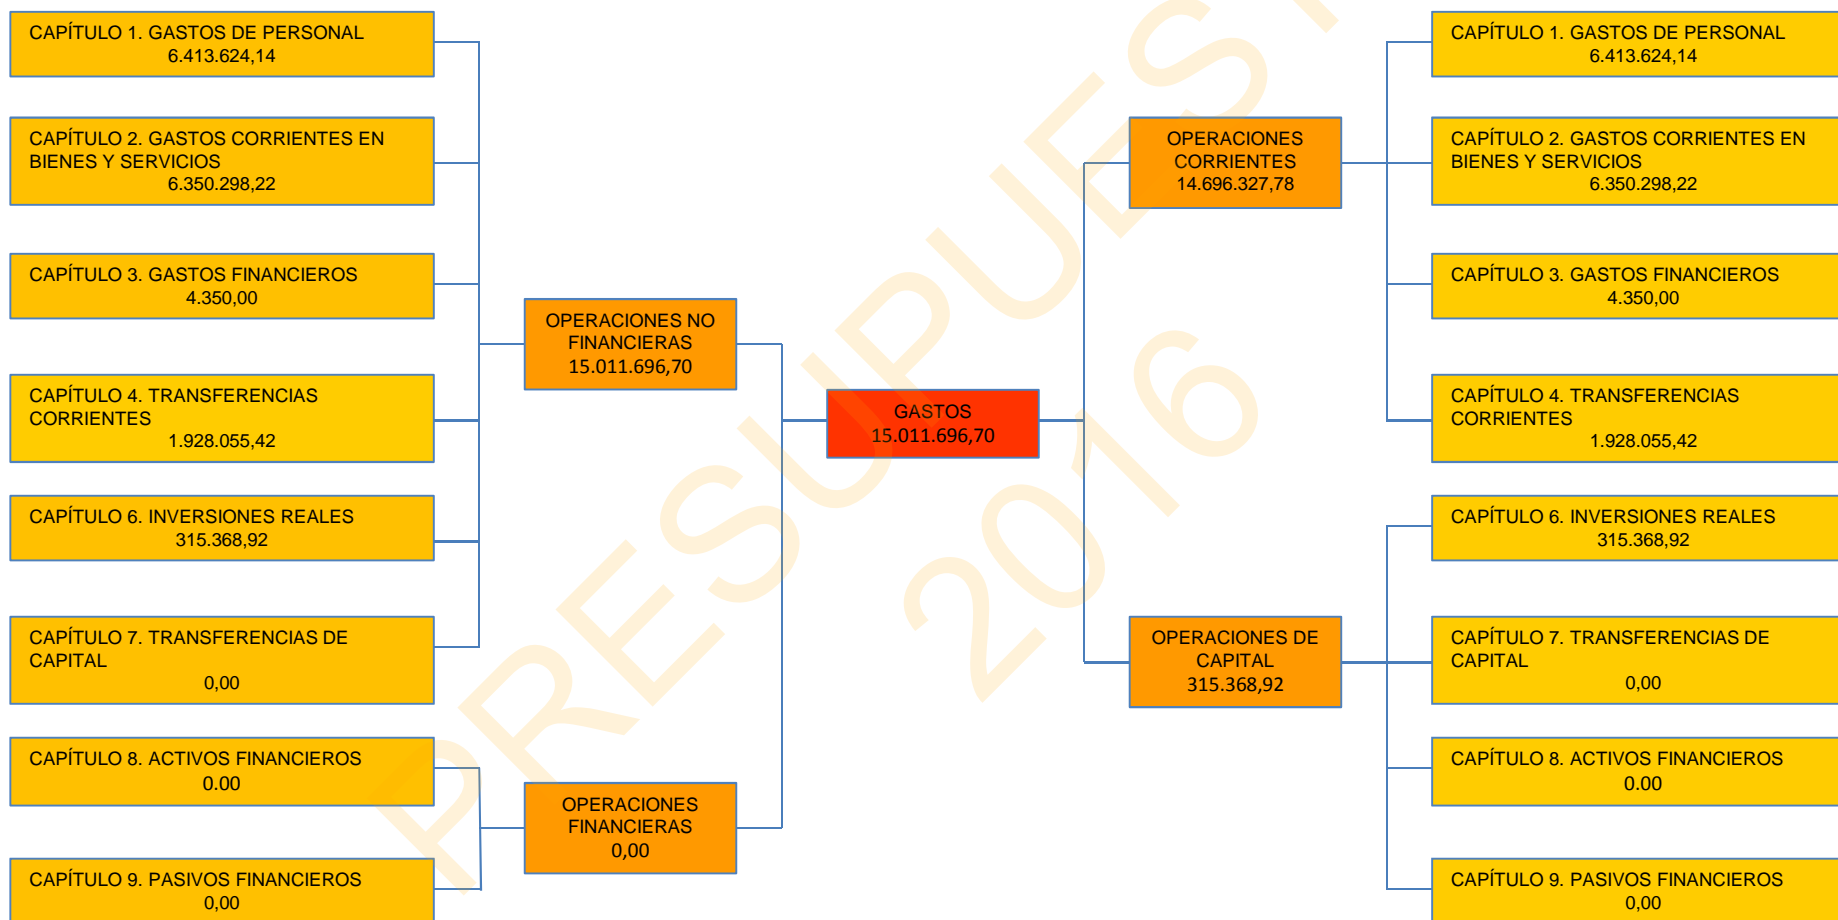 CAPÍTULO 1. GASTOS DE PERSONAL
6.413.624,14
CAPÍTULO 2. GASTOS CORRIENTES EN
BIENES Y SERVICIOS
6.350.298,22
CAPÍTULO 3. GASTOS FINANCIEROS
4.350,00
CAPÍTULO 4. TRANSFERENCIAS
CORRIENTES
1.928.055,42
CAPÍTULO 6. INVERSIONES REALES
315.368,92
CAPÍTULO 7. TRANSFERENCIAS DE
CAPITAL
0,00
CAPÍTULO 8. ACTIVOS FINANCIEROS
0.00
CAPÍTULO 9. PASIVOS FINANCIEROS
0,00
OPERACIONES NO
FINANCIERAS
15.011.696,70
OPERACIONES
FINANCIERAS
0,00
GASTOS
15.011.696,70
OPERACIONES
CORRIENTES
14.696.327,78
OPERACIONES DE
CAPITAL
315.368,92
CAPÍTULO 1. GASTOS DE PERSONAL
6.413.624,14
CAPÍTULO 2. GASTOS CORRIENTES EN
BIENES Y SERVICIOS
6.350.298,22
CAPÍTULO 3. GASTOS FINANCIEROS
4.350,00
CAPÍTULO 4. TRANSFERENCIAS
CORRIENTES
1.928.055,42
CAPÍTULO 6. INVERSIONES REALES
315.368,92
CAPÍTULO 7. TRANSFERENCIAS DE
CAPITAL
0,00
CAPÍTULO 8. ACTIVOS FINANCIEROS
0.00
CAPÍTULO 9. PASIVOS FINANCIEROS
0,00
PRESUPUEST
2016